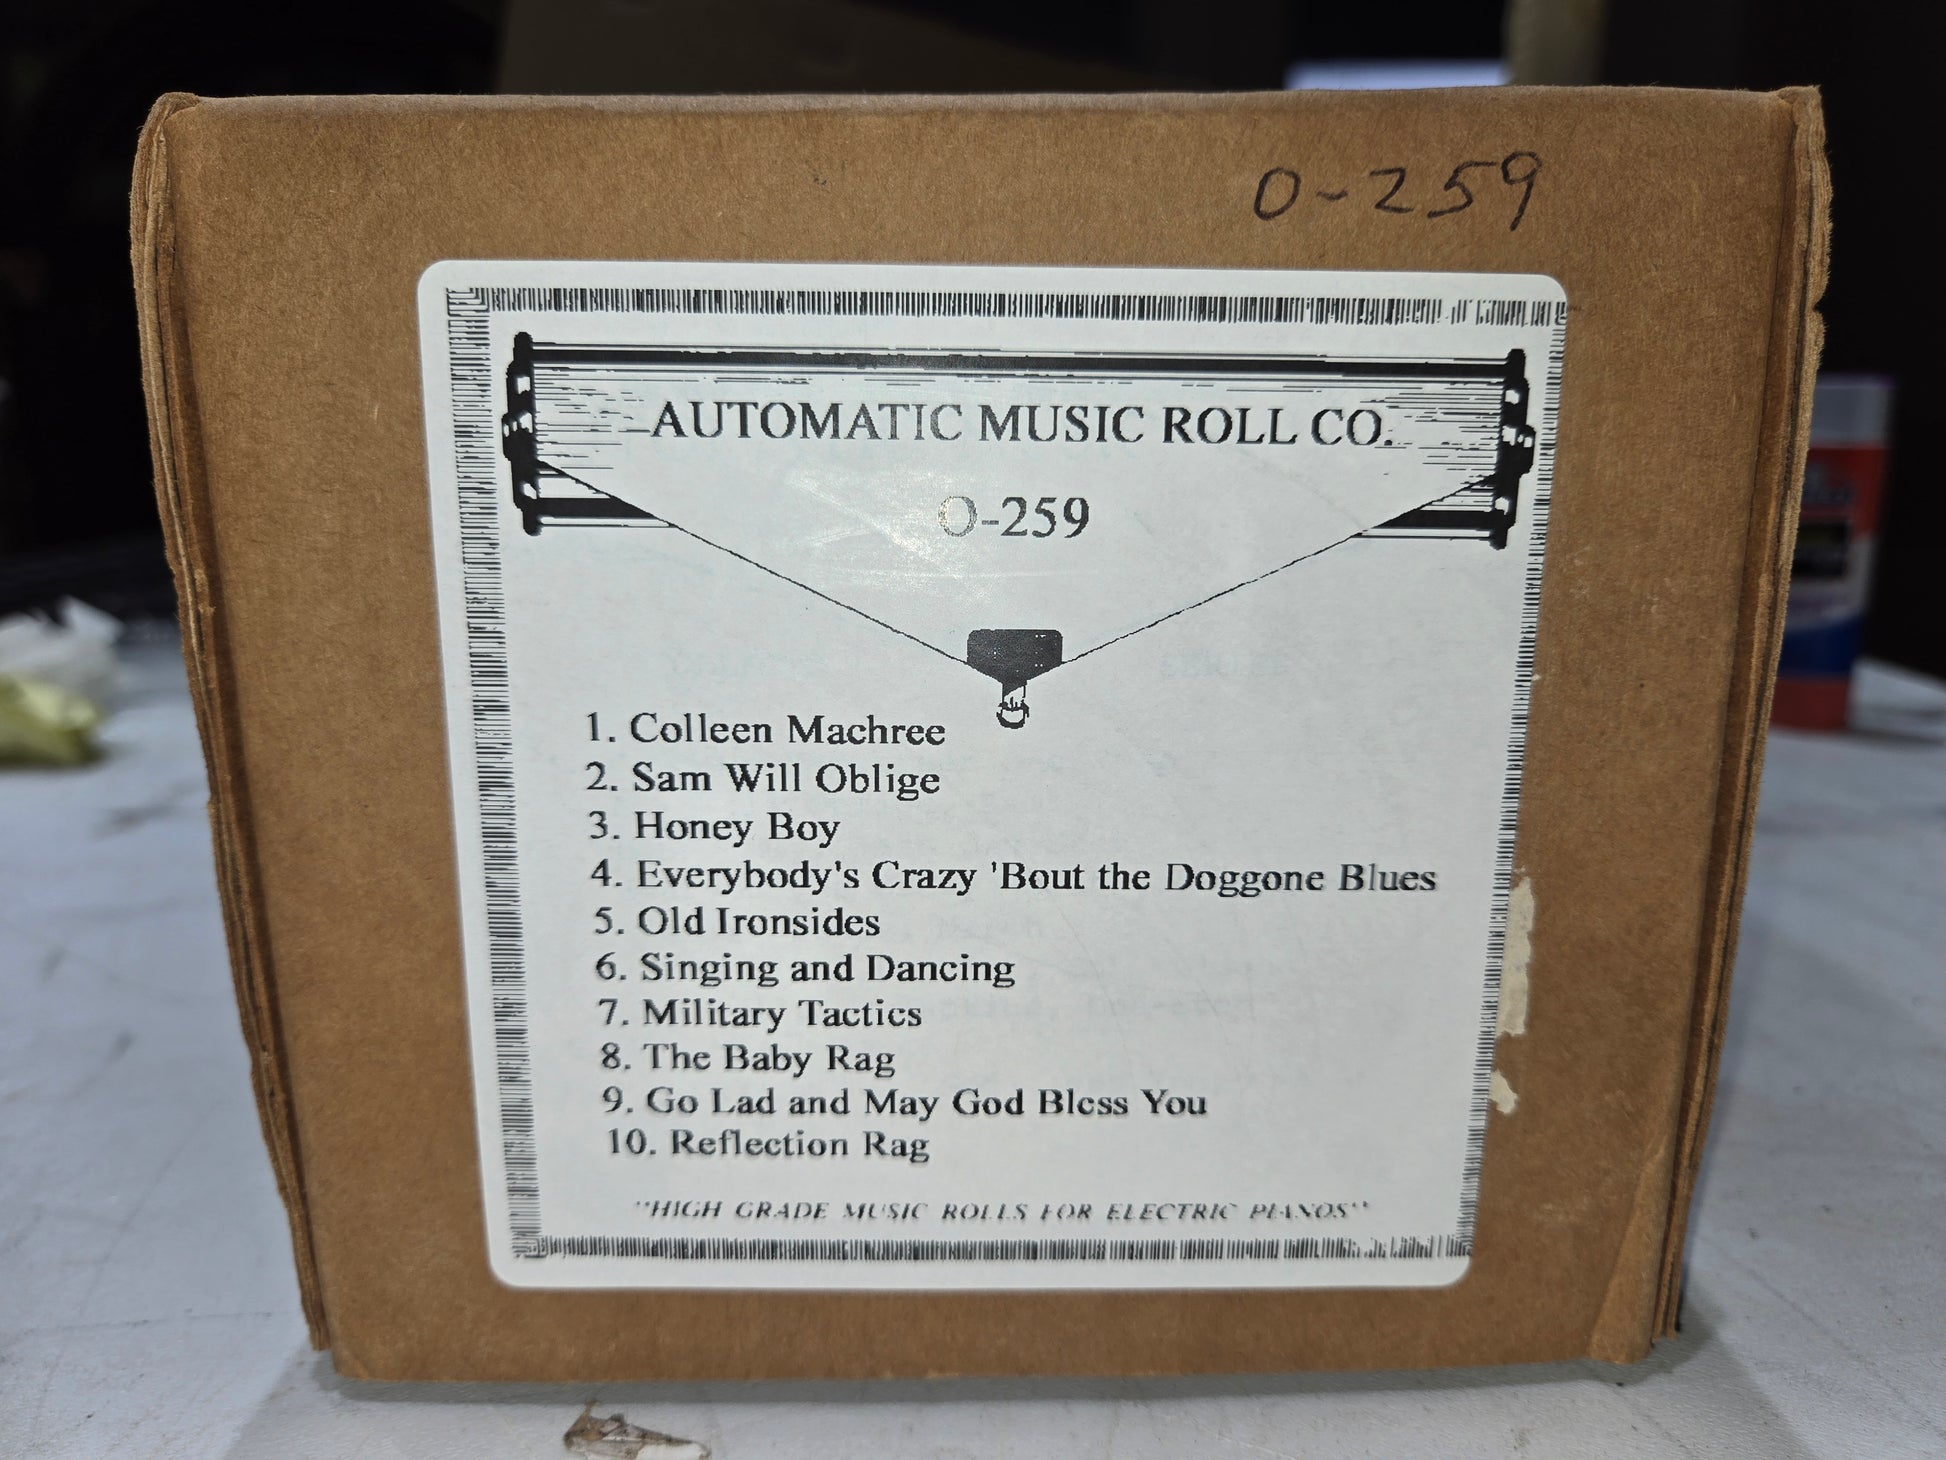 O-259
AUTOMATIC MUSIC ROLL CO.
O-259
1. Colleen Machree
2. Sam Will Oblige
3. Honey Boy
4. Everybody's Crazy 'Bout the Doggone Blues
5. Old Ironsides
6. Singing and Dancing
7. Military Tactics
8. The Baby Rag
9. Go Lad and May God Bless You
10. Reflection Rag
"HIGH GRADE MUSIC ROLLS FOR ELECTRIC PIANOS"